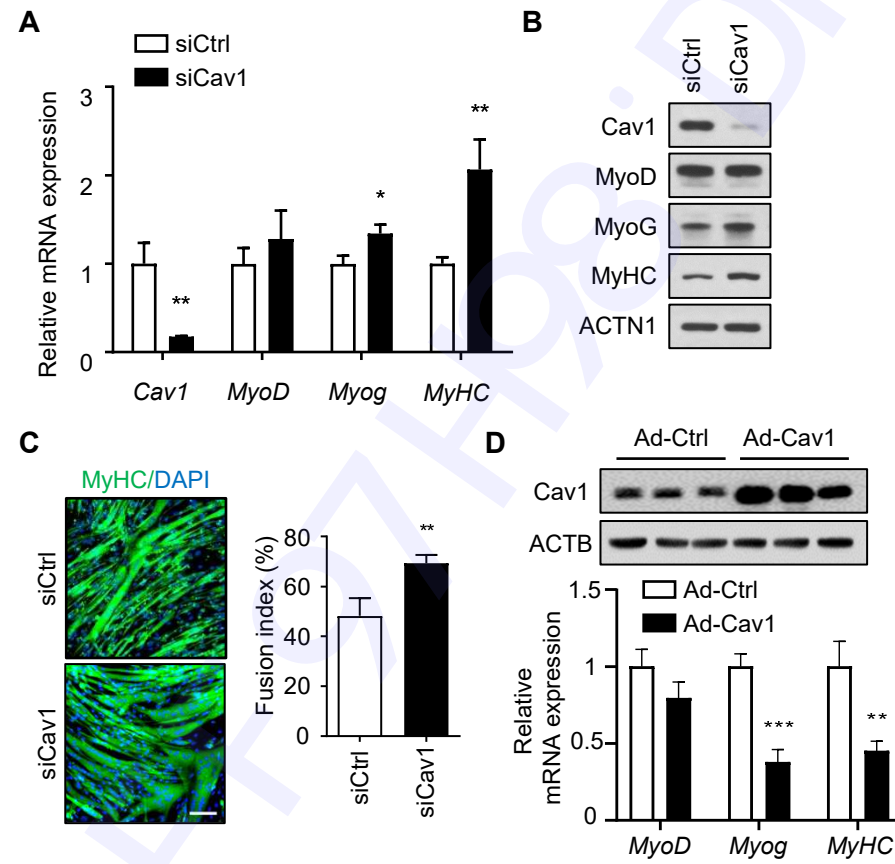 A
siCtrl
siCav1
Relative mRNA expression
3
2
1
0
**
*
**
Cav1 MyoD Myog MyHC
B
siCtrl siCav1
Cav1
MyoD
MyoG
MyHC
ACTN1
C
MyHC/DAPI
siCtrl
siCav1
Fusion index (%)
80
60
40
20
0
**
siCtrl siCav1
D
Ad-Ctrl Ad-Cav1
Cav1
ACTB
Ad-Ctrl
Ad-Cav1
Relative
mRNA expression
1.5
1
0.5
0
***
**
MyoD Myog MyHC